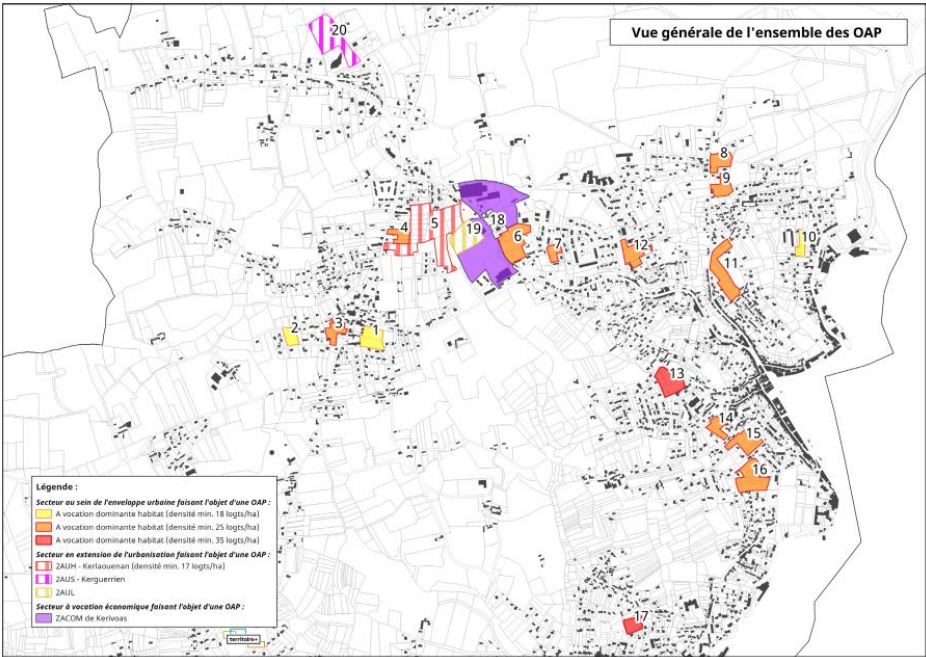 Vue générale de l'ensemble des OAP
20
8
9
4
5
18
19
6
7
12
10
11
2
3
1
13
14
15
16
17
Légende :
Secteur au sein de l'enveloppe urbaine faisant l'objet d'une OAP :
A vocation dominante habitat (densité min. 18 logts/ha)
A vocation dominante habitat (densité min. 25 logts/ha)
A vocation dominante habitat (densité min. 35 logts/ha)
Secteur en extension de l'urbanisation faisant l'objet d'une OAP :
2AUH - Kerlaouenan (densité min. 17 logts/ha)
2AUS - Kerguerrien
2AUL
Secteur à vocation économique faisant l'objet d'une OAP :
ZACOM de Kerivoas
territoire+